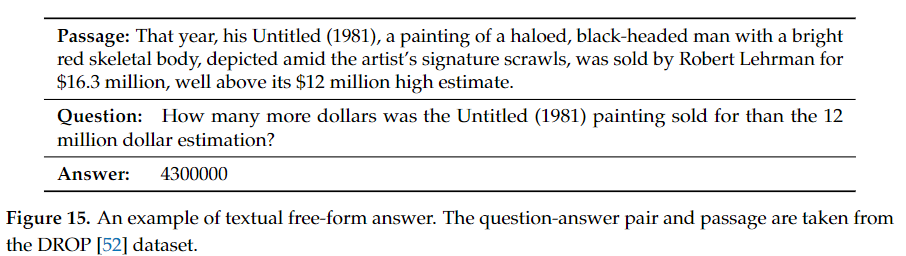 Passage: That year, his Untitled (1981), a painting of a haloed, black-headed man with a bright
red skeletal body, depicted amid the artist's signature scrawls, was sold by Robert Lehrman for
$16.3 million, well above its $12 million high estimate.
Question: How many more dollars was the Untitled (1981) painting sold for than the 12
million dollar estimation?
Answer: 4300000
Figure 15. An example of textual free-form answer. The question-answer pair and passage are taken from
the DROP [52] dataset.